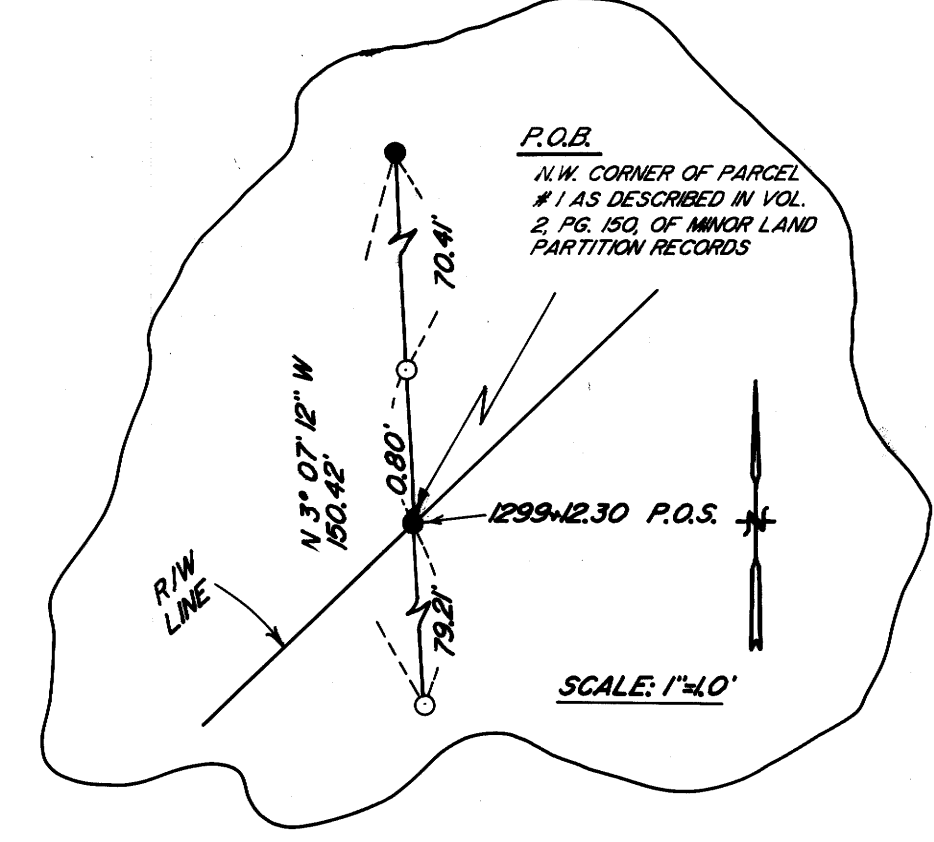 P.O.B.
N.W. CORNER OF PARCEL
# 1 AS DESCRIBED IN VOL.
2, PG. 150, OF MINOR LAND
PARTITION RECORDS
70.41'
N 3° 07' 12" W
150.42'
0.80'
1299+12.30 P.O.S.
N
R/W
LINE
79.21'
SCALE: 1"=1.0'